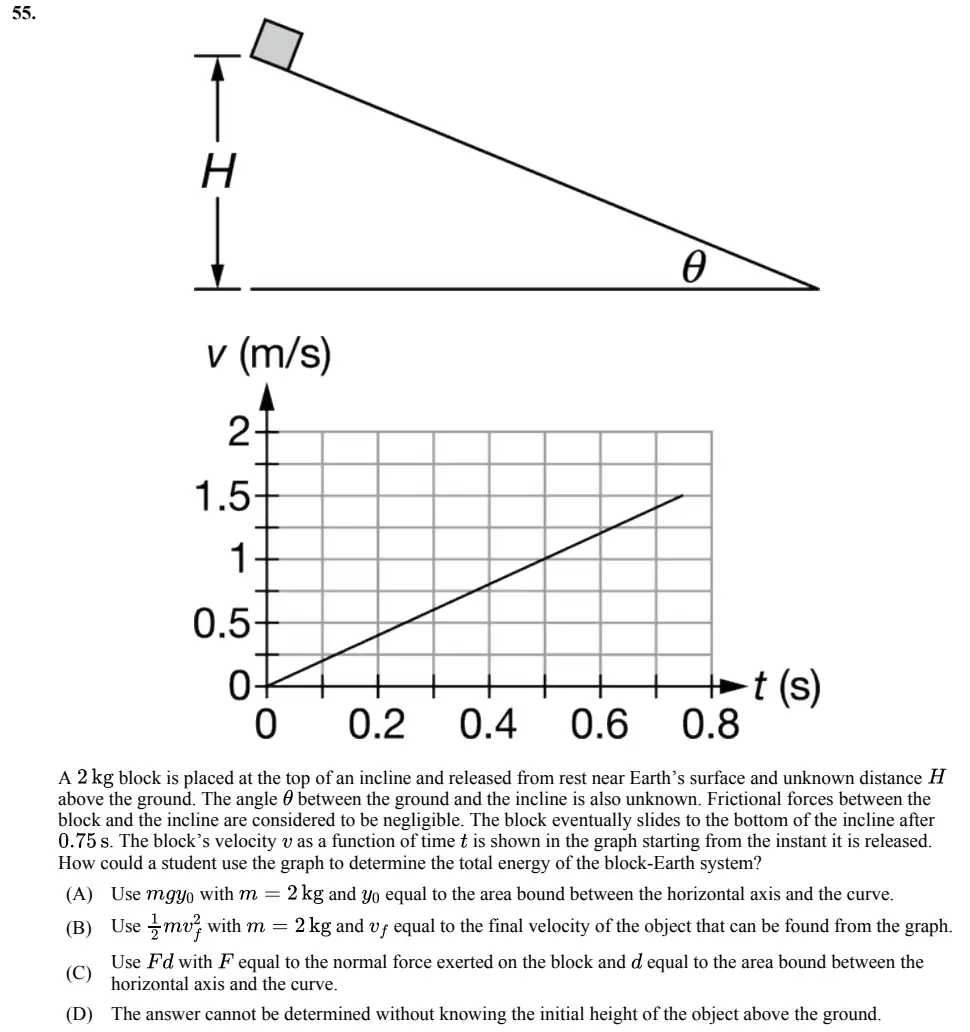 55.
H
θ
v (m/s)
2
1.5
1
0.5
0
0 0.2 0.4 0.6 0.8
t (s)
A 2 kg block is placed at the top of an incline and released from rest near Earth’s surface and unknown distance H
above the ground. The angle θ between the ground and the incline is also unknown. Frictional forces between the
block and the incline are considered to be negligible. The block eventually slides to the bottom of the incline after
0.75 s. The block’s velocity v as a function of time t is shown in the graph starting from the instant it is released.
How could a student use the graph to determine the total energy of the block-Earth system?
(A) Use mgy₀ with m = 2 kg and y₀ equal to the area bound between the horizontal axis and the curve.
(B) Use ½mv_f² with m = 2 kg and v_f equal to the final velocity of the object that can be found from the graph.
(C) Use Fd with F equal to the normal force exerted on the block and d equal to the area bound between the
horizontal axis and the curve.
(D) The answer cannot be determined without knowing the initial height of the object above the ground.